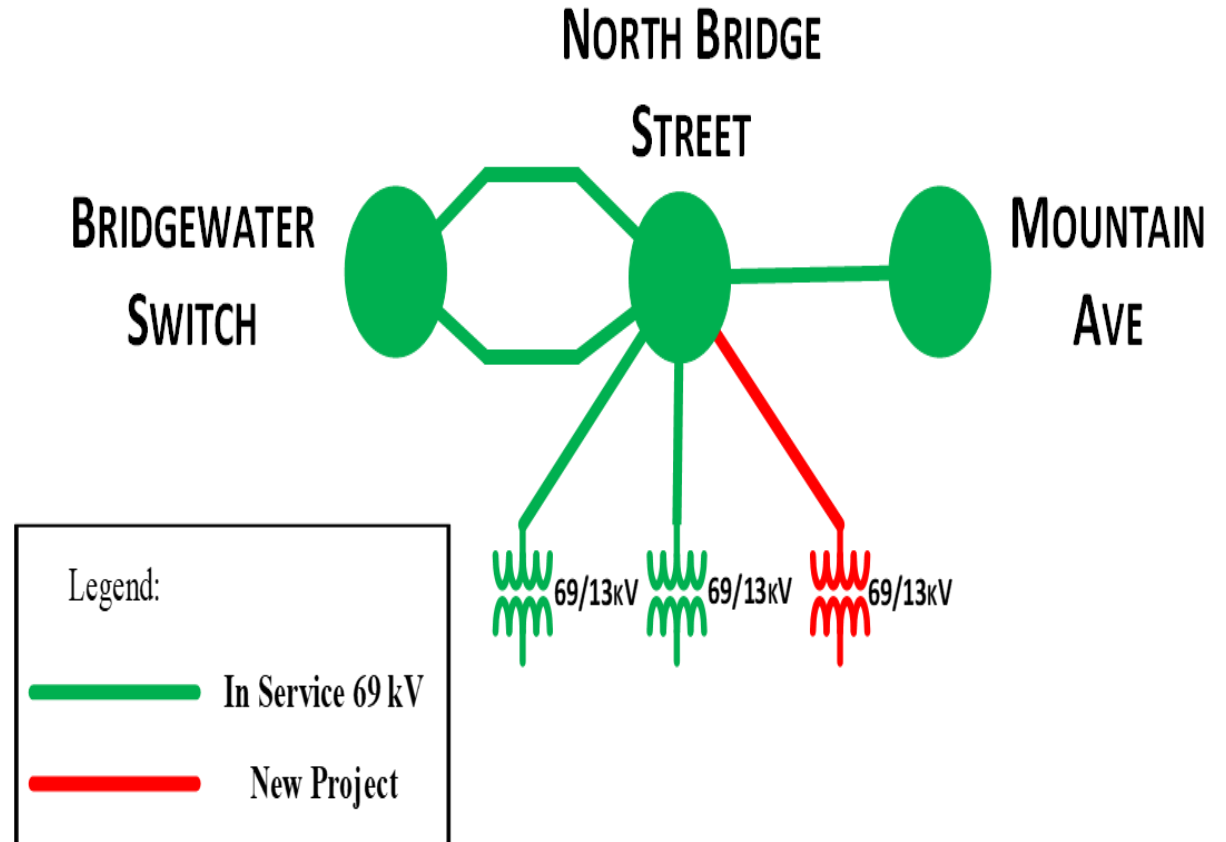 NORTH BRIDGE
STREET
BRIDGEWATER
SWITCH
MOUNTAIN
AVE
69/13KV
69/13KV
69/13KV
Legend:
In Service 69 kV
New Project